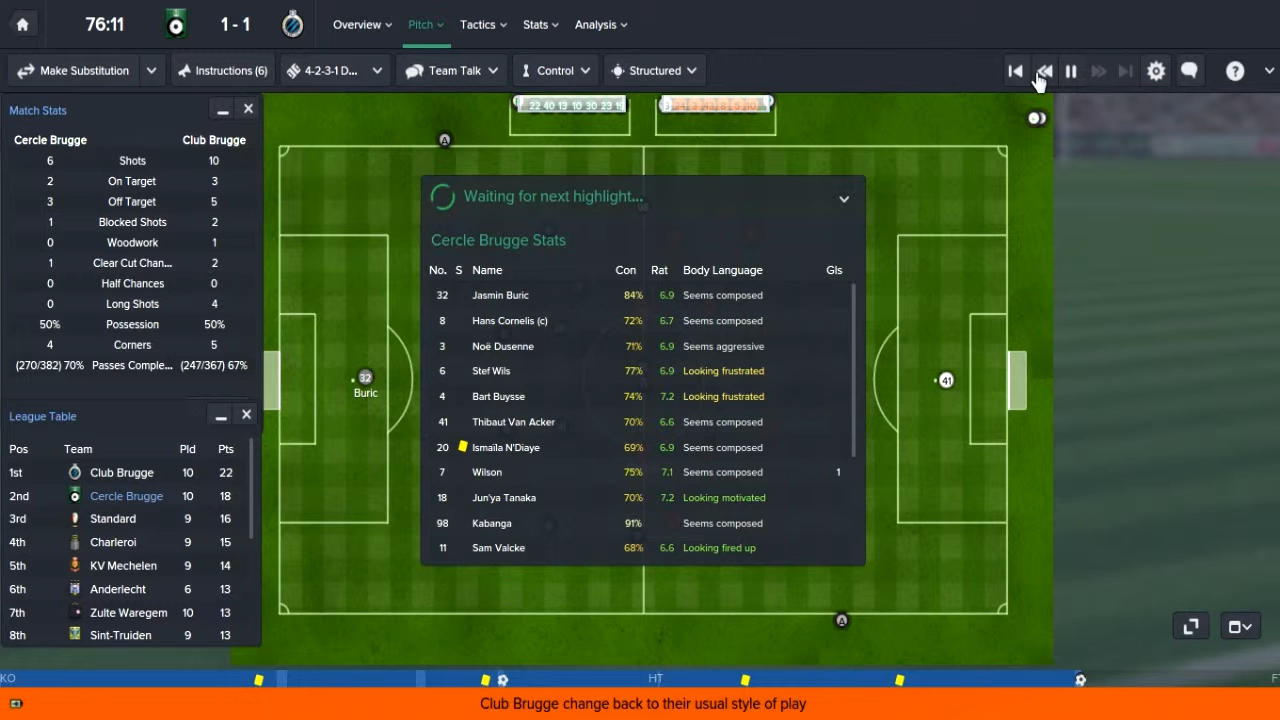 76:11 1 - 1 Overview Pitch Tactics Stats Analysis
Make Substitution Instructions (6) 4-2-3-1 D... Team Talk Control Structured
Match Stats
Cercle Brugge Club Brugge
6 Shots 10
2 On Target 3
3 Off Target 5
1 Blocked Shots 2
0 Woodwork 1
1 Clear Cut Chan... 2
0 Half Chances 0
0 Long Shots 4
50% Possession 50%
4 Corners 5
(270/382) 70% Passes Comple... (247/367) 67%
League Table
Pos Team Pld Pts
1st Club Brugge 10 22
2nd Cercle Brugge 10 18
3rd Standard 9 16
4th Charleroi 9 15
5th KV Mechelen 9 14
6th Anderlecht 6 13
7th Zulte Waregem 10 13
8th Sint-Truiden 9 13
22 40 13 10 30 23
A
Waiting for next highlight...
Cercle Brugge Stats
No. S Name Con Rat Body Language Gls
32 Jasmin Buric 84% 6.9 Seems composed
8 Hans Cornelis (c) 72% 6.7 Seems composed
3 Noë Dusenne 71% 6.9 Seems aggressive
6 Stef Wils 77% 6.9 Looking frustrated
4 Bart Buysse 74% 7.2 Looking frustrated
41 Thibaut Van Acker 70% 6.6 Seems composed
20 Ismaïla N'Diaye 69% 6.9 Seems composed
7 Wilson 75% 7.1 Seems composed 1
18 Jun'ya Tanaka 70% 7.2 Looking motivated
98 Kabanga 91% Seems composed
11 Sam Valcke 68% 6.6 Looking fired up
32
Buric
41
A
KO HT F
Club Brugge change back to their usual style of play